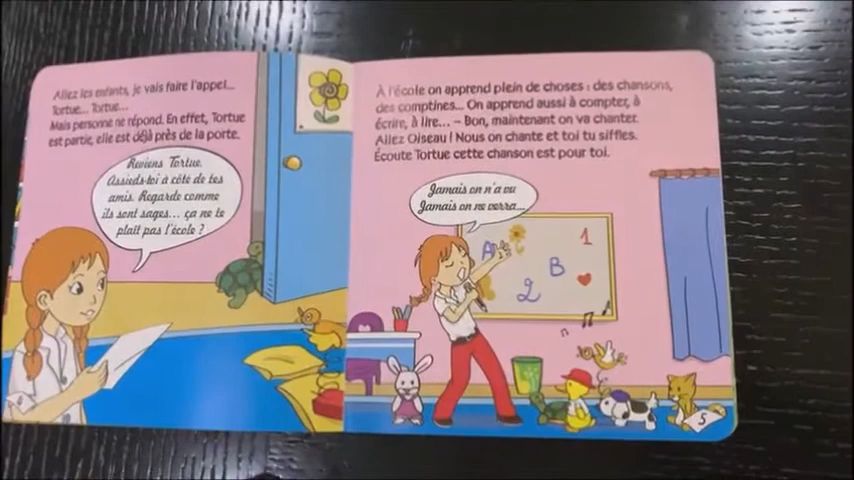 Allez les enfants, je vais faire l'appel...
Tortue... Tortue...
Mais personne ne répond. En effet, Tortue
est partie, elle est déjà près de la porte.
Reviens Tortue.
Assieds-toi à côté de tes
amis. Regarde comme
ils sont sages... ça ne te
plaît pas l'école ?
À l'école on apprend plein de choses : des chansons,
des comptines... On apprend aussi à compter, à
écrire, à lire... – Bon, maintenant on va chanter.
Allez Oiseau ! Nous on chante et toi tu siffles.
Écoute Tortue cette chanson est pour toi.
Jamais on n'a vu
Jamais on ne verra...
A C 1
B
2
5